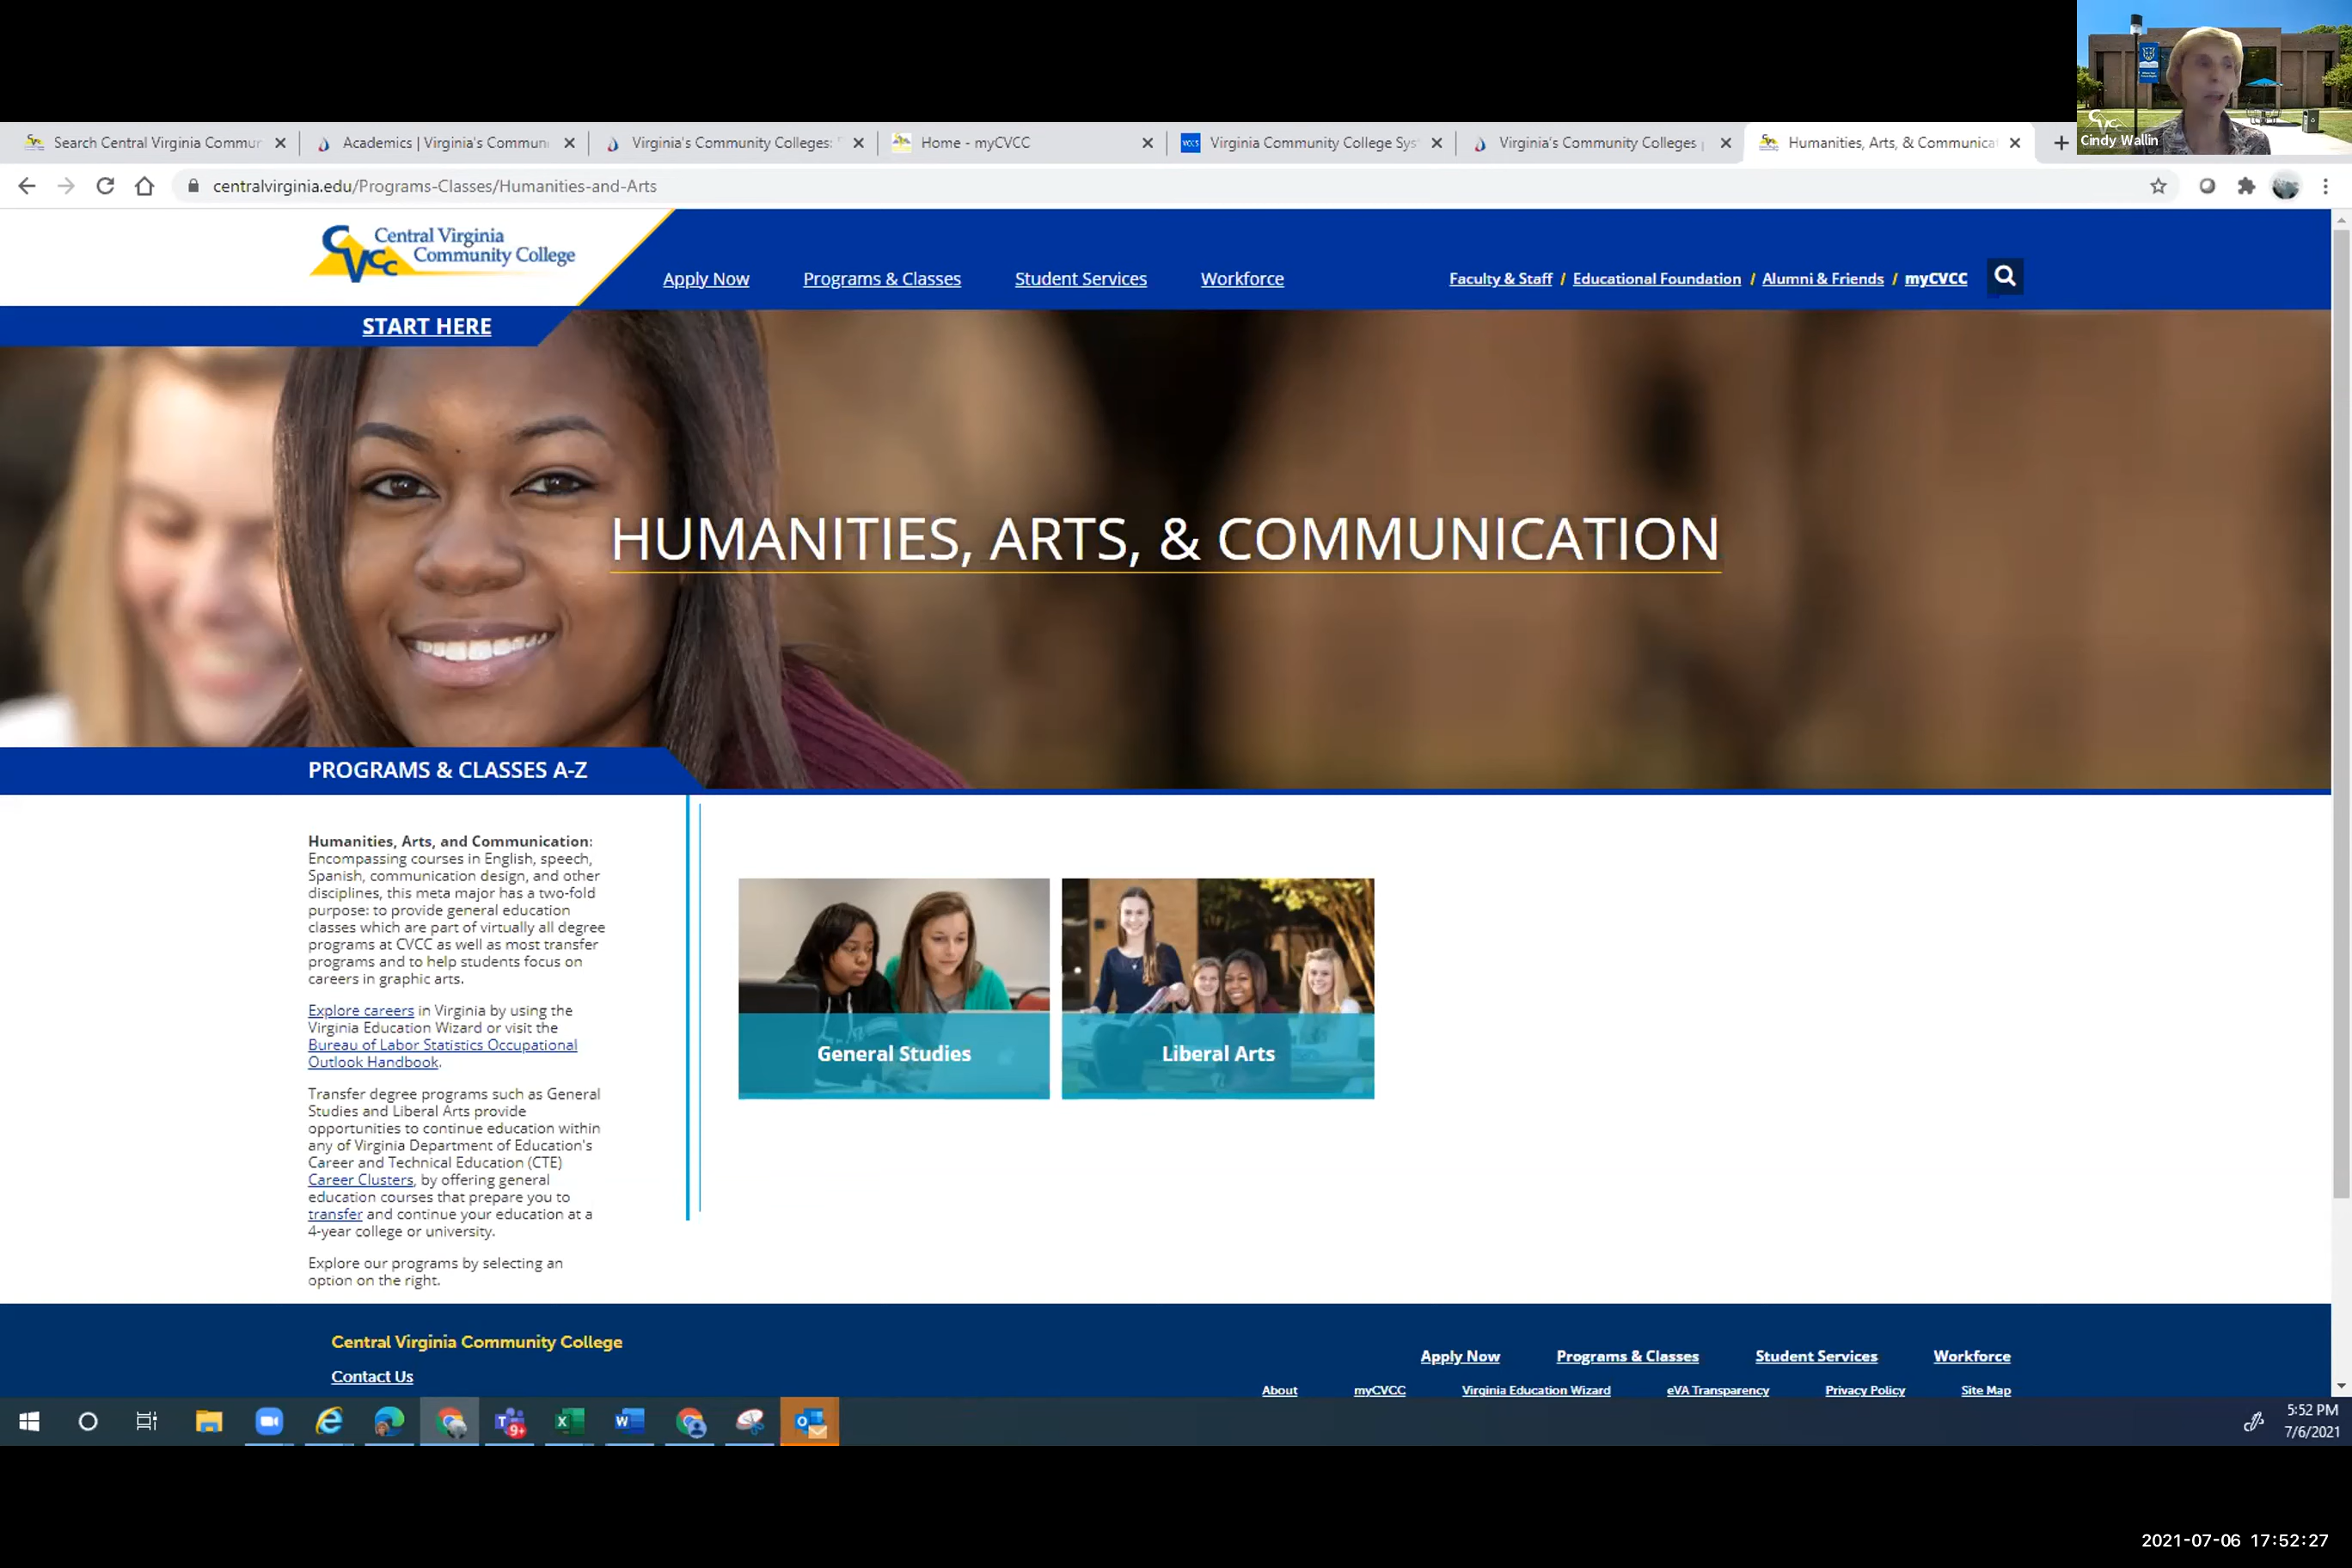 Cindy Wallin
Search Central Virginia Commur
Academics | Virginia's Commun
Virginia's Community Colleges:
Home - myCVCC
Virginia Community College Sys
Virginia's Community Colleges
Humanities, Arts, & Communica
centralvirginia.edu/Programs-Classes/Humanities-and-Arts
CVCC
Central Virginia
Community College
Apply Now
Programs & Classes
Student Services
Workforce
Faculty & Staff / Educational Foundation / Alumni & Friends / myCVCC
START HERE
HUMANITIES, ARTS, & COMMUNICATION
PROGRAMS & CLASSES A-Z
Humanities, Arts, and Communication:
Encompassing courses in English, speech,
Spanish, communication design, and other
disciplines, this meta major has a two-fold
purpose: to provide general education
classes which are part of virtually all degree
programs at CVCC as well as most transfer
programs and to help students focus on
careers in graphic arts.
Explore careers in Virginia by using the
Virginia Education Wizard or visit the
Bureau of Labor Statistics Occupational
Outlook Handbook.
Transfer degree programs such as General
Studies and Liberal Arts provide
opportunities to continue education within
any of Virginia Department of Education's
Career and Technical Education (CTE)
Career Clusters, by offering general
education courses that prepare you to
transfer and continue your education at a
4-year college or university.
Explore our programs by selecting an
option on the right.
General Studies
Liberal Arts
Central Virginia Community College
Contact Us
Apply Now
Programs & Classes
Student Services
Workforce
About
myCVCC
Virginia Education Wizard
eVA Transparency
Privacy Policy
Site Map
9+
5:52 PM
7/6/2021
2021-07-06 17:52:27